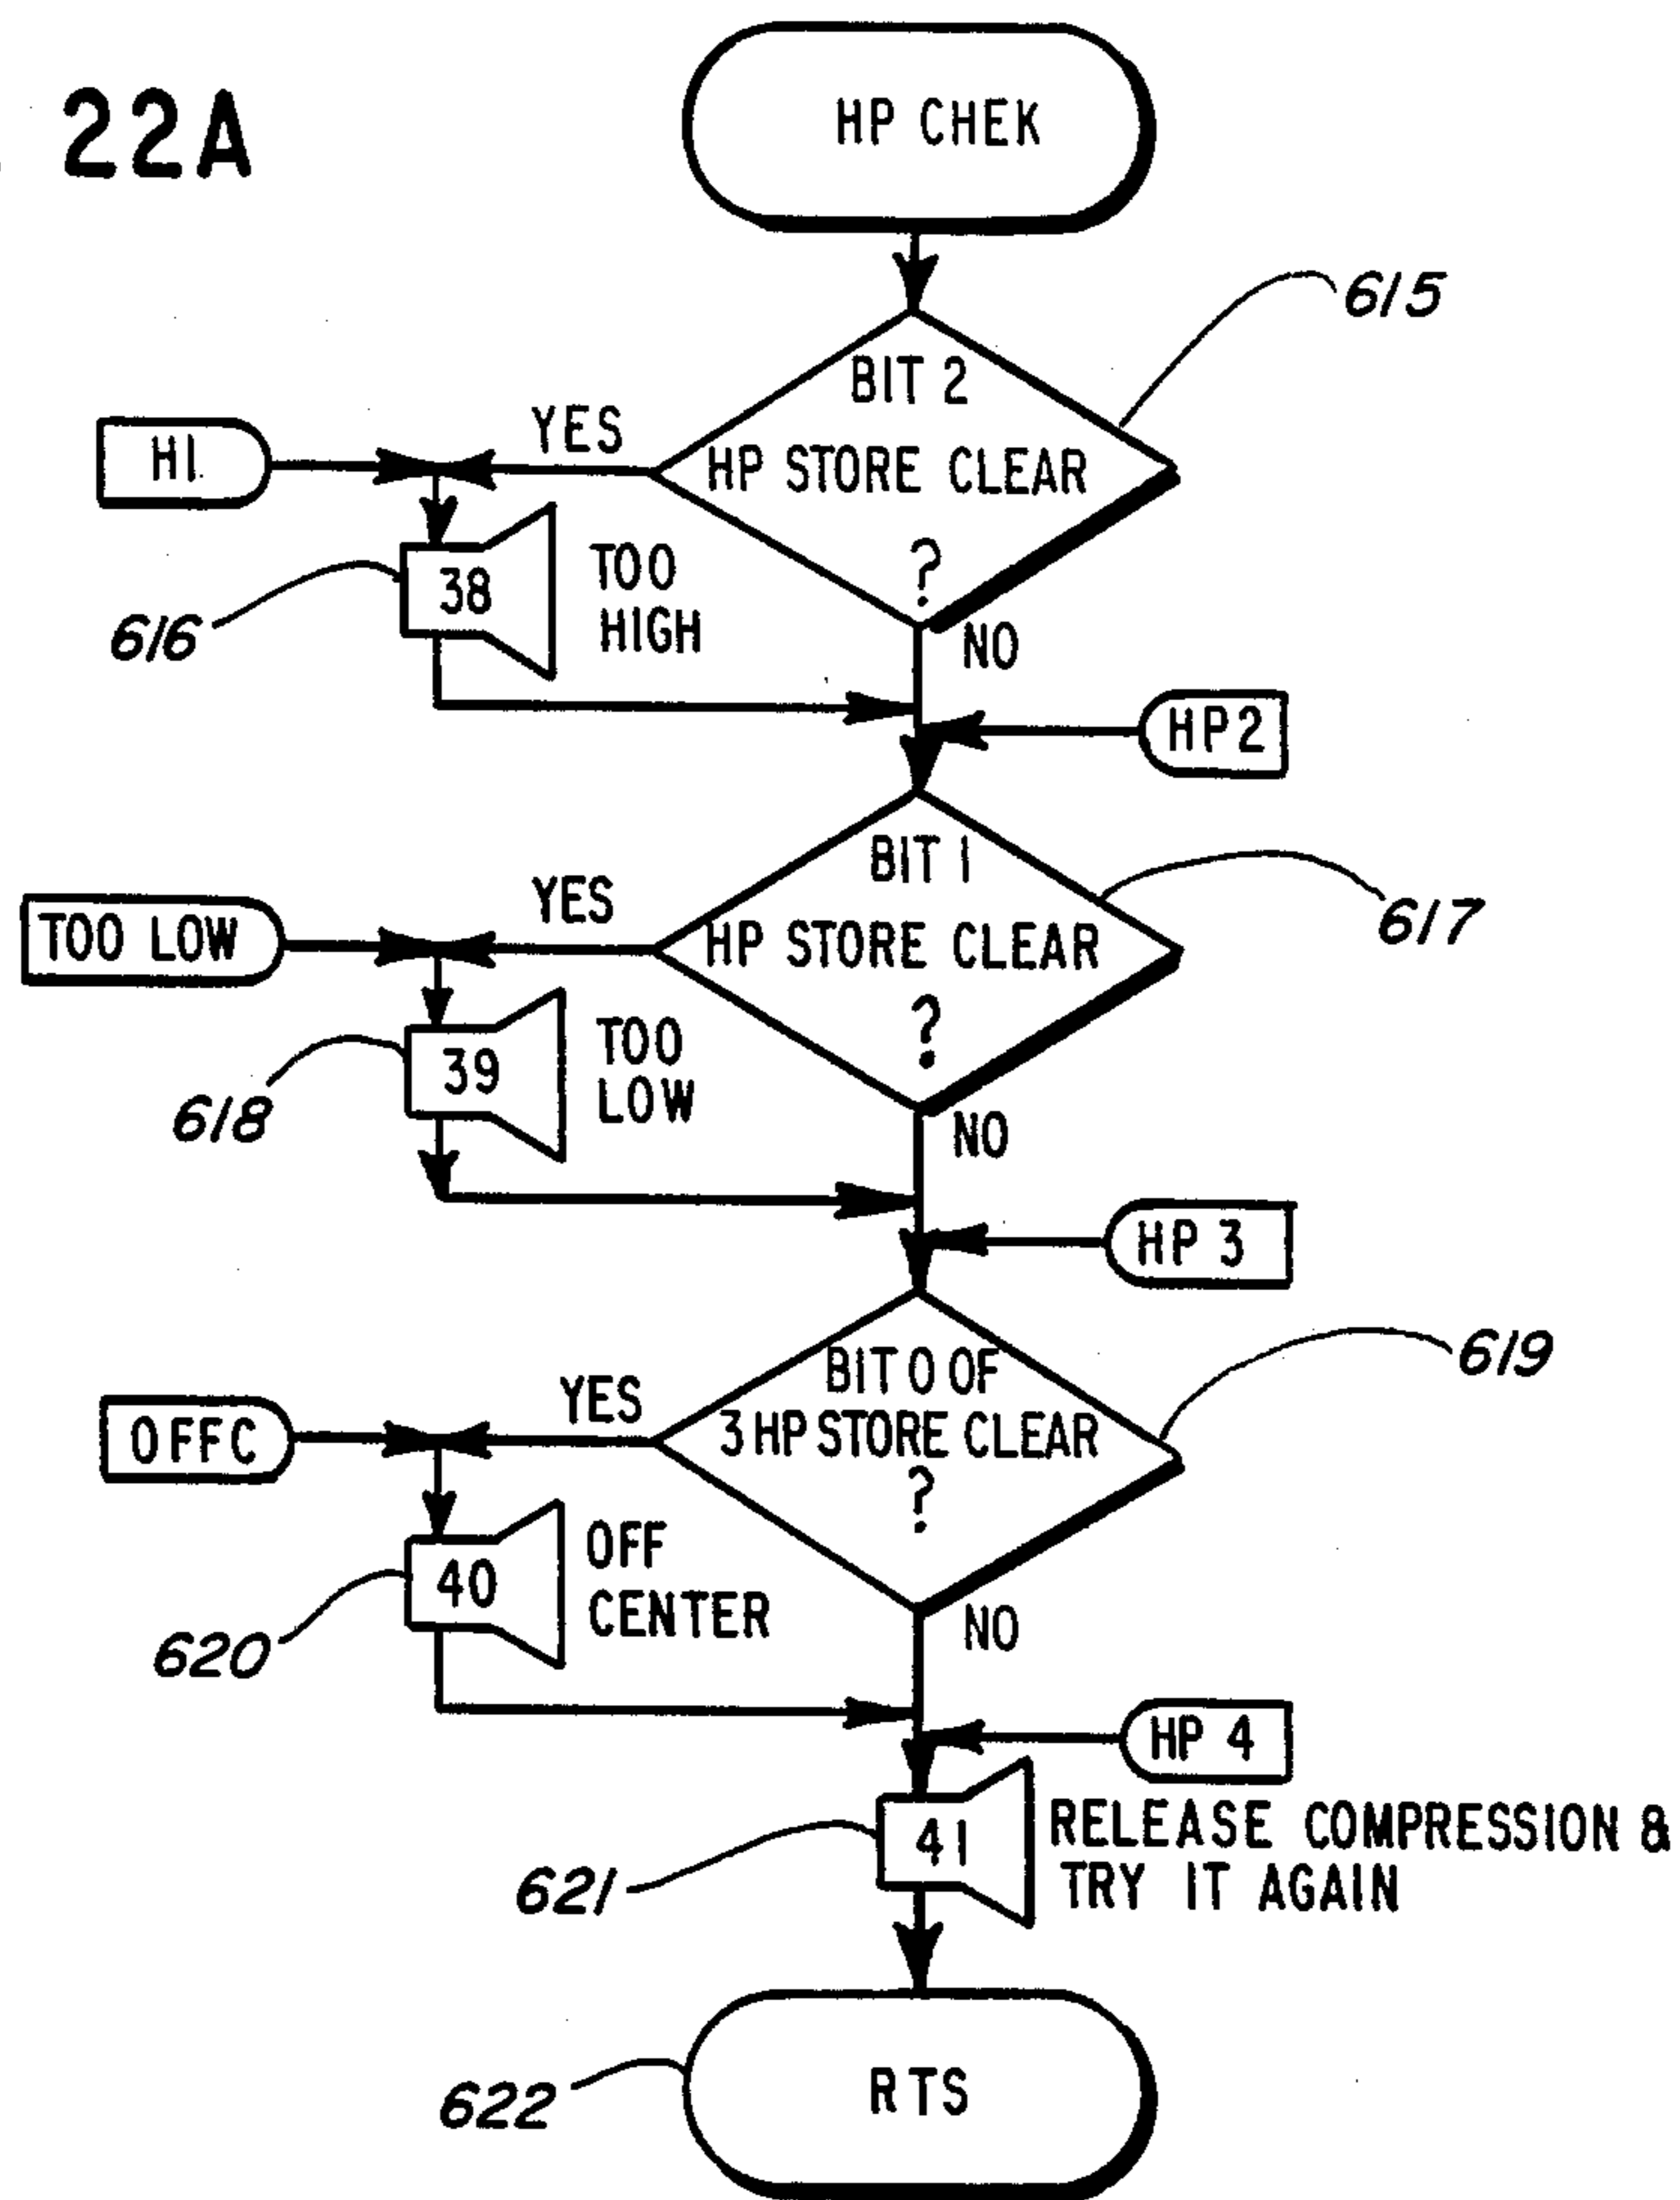 22A
HP CHEK
615
BIT 2
HP STORE CLEAR
?
YES
HI
38
TOO
HIGH
616
NO
HP2
BIT 1
HP STORE CLEAR
?
617
YES
TOO LOW
39
TOO
LOW
618
NO
HP 3
BIT 0 OF
3 HP STORE CLEAR
?
619
YES
OFFC
40
OFF
CENTER
620
NO
HP 4
41
RELEASE COMPRESSION &
TRY IT AGAIN
621
RTS
622